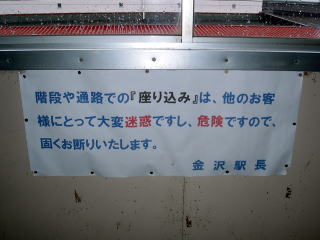 階段や通路での『座り込み』は、他のお客
様にとって大変迷惑ですし、危険ですので、
固くお断りいたします。
金沢駅長